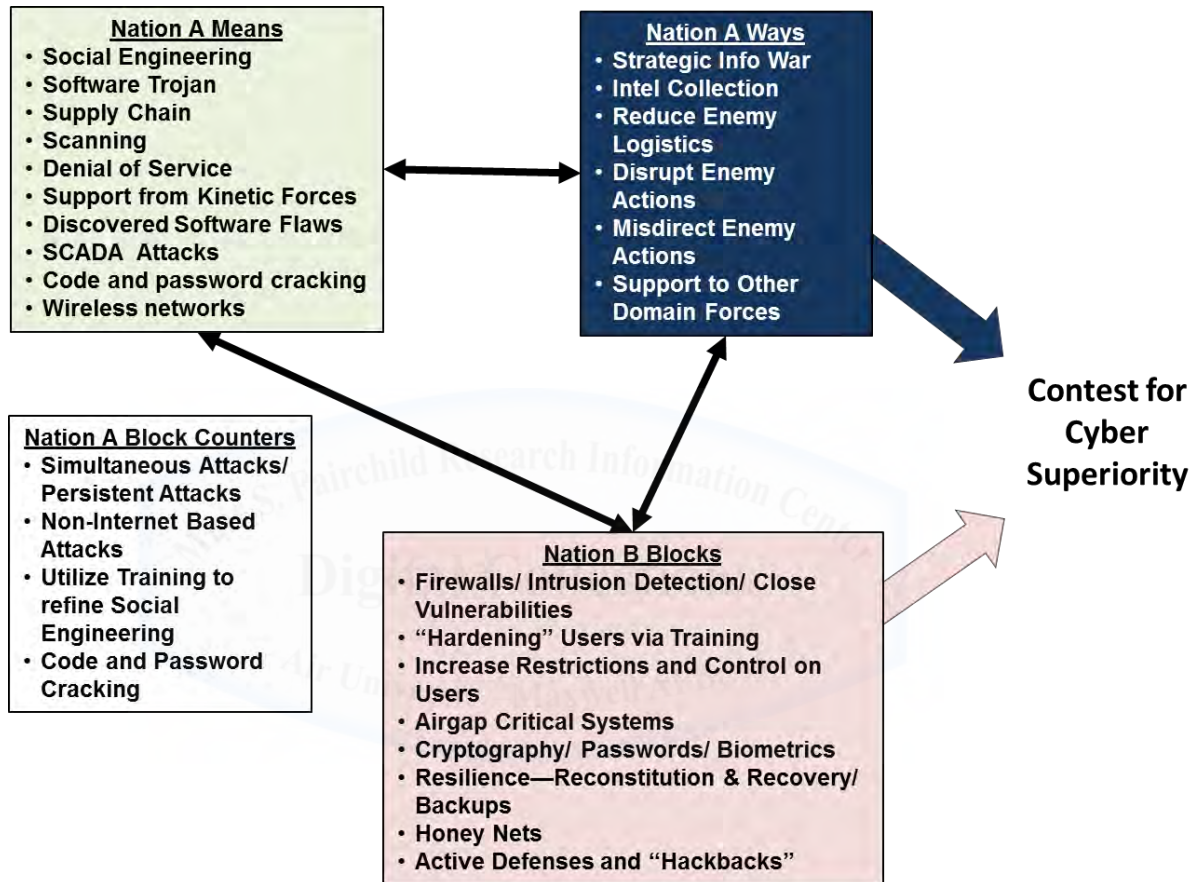 Nation A Means
• Social Engineering
• Software Trojan
• Supply Chain
• Scanning
• Denial of Service
• Support from Kinetic Forces
• Discovered Software Flaws
• SCADA Attacks
• Code and password cracking
• Wireless networks
Nation A Ways
• Strategic Info War
• Intel Collection
• Reduce Enemy
Logistics
• Disrupt Enemy
Actions
• Misdirect Enemy
Actions
• Support to Other
Domain Forces
Contest for
Cyber
Superiority
Nation A Block Counters
• Simultaneous Attacks/
Persistent Attacks
• Non-Internet Based
Attacks
• Utilize Training to
refine Social
Engineering
• Code and Password
Cracking
Nation B Blocks
• Firewalls/ Intrusion Detection/ Close
Vulnerabilities
• “Hardening” Users via Training
• Increase Restrictions and Control on
Users
• Airgap Critical Systems
• Cryptography/ Passwords/ Biometrics
• Resilience—Reconstitution & Recovery/
Backups
• Honey Nets
• Active Defenses and “Hackbacks”
Fairchild Research Information Center